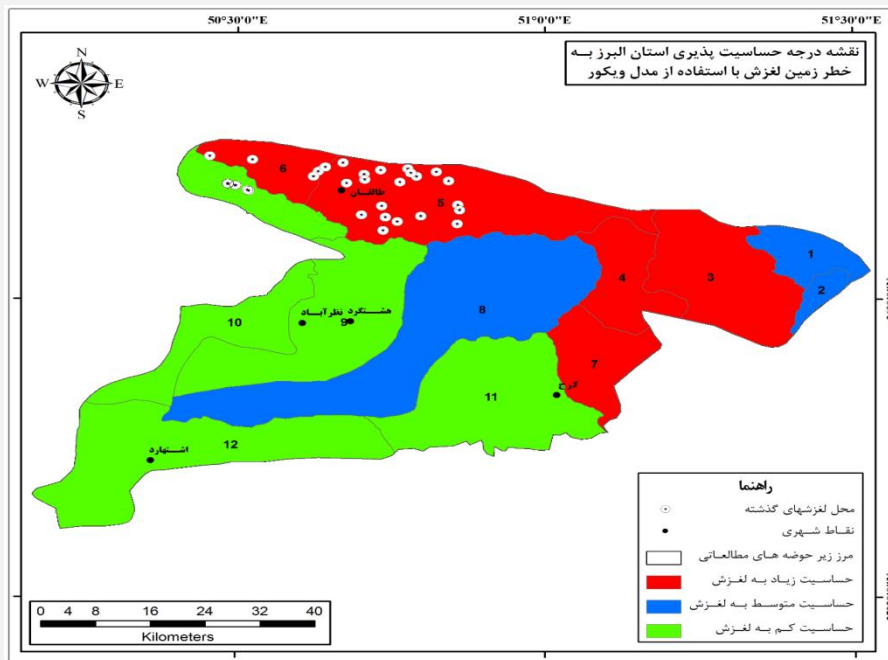 50°30'0"E
51°0'0"E
51°30'0"E
نقشه درجه حساسیت پذیری استان البرز به
خطر زمین لغزش با استفاده از مدل ویکور
N
W
E
S
6
طالقان
5
1
2
3
4
8
10
نظرآباد
9
هشتگرد
7
کرج
11
12
اشتهارد
راهنما
محل لغزشهای گذشته
نقاط شهری
مرز زیر حوضه های مطالعاتی
حساسیت زیاد به لغزش
حساسیت متوسط به لغزش
حساسیت کم به لغزش
0 4 8 16 24 32 40
Kilometers